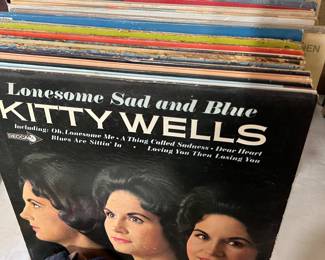 Lonesome Sad and Blue
KITTY WELLS
Including: Oh, Lonesome Me • A Thing Called Sadness • Dear Heart
Blues Are Sittin' In • Loving You Then Losing You
DECCA